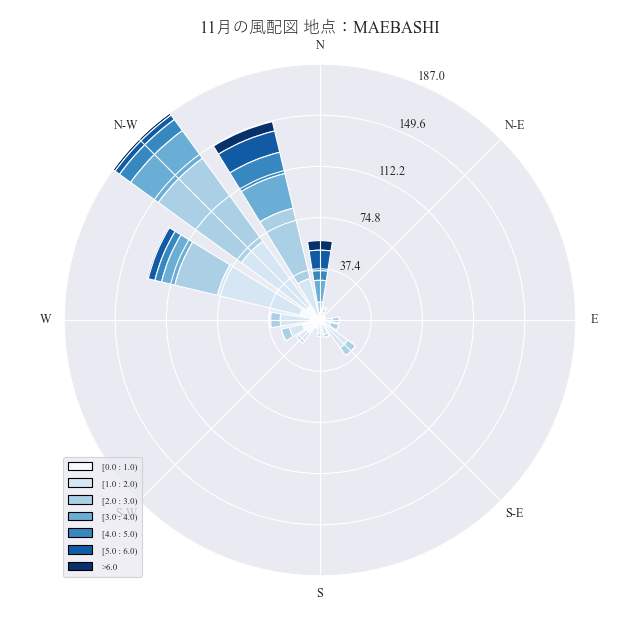 11月の風配図 地点：MAEBASHI
N
187.0
N-W
N-E
149.6
112.2
74.8
37.4
W
E
[0.0 : 1.0)
[1.0 : 2.0)
[2.0 : 3.0)
S-W
[3.0 : 4.0)
S-E
[4.0 : 5.0)
[5.0 : 6.0)
>6.0
S